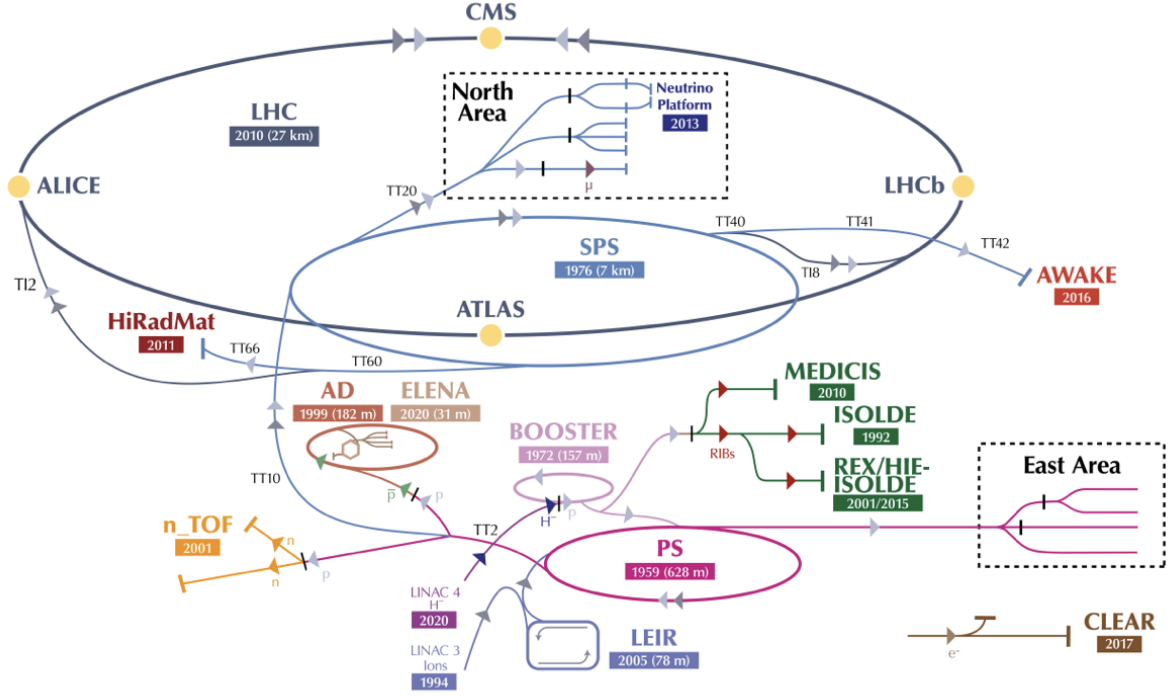 CMS
North
Area
Neutrino
Platform
2013
LHC
2010 (27 km)
μ
ALICE
LHCb
TT20
TT40
TT41
TT42
SPS
1976 (7 km)
TI8
AWAKE
2016
TI2
ATLAS
HiRadMat
2011
TT66
TT60
AD
1999 (182 m)
ELENA
2020 (31 m)
MEDICIS
2010
BOOSTER
1972 (157 m)
ISOLDE
1992
RIBs
REX/HIE-
ISOLDE
2001/2015
East Area
TT10
p̅
p
H⁻
p
TT2
n_TOF
2001
n
n
p
PS
1959 (628 m)
LINAC 4
H⁻
2020
LINAC 3
Ions
1994
LEIR
2005 (78 m)
CLEAR
2017
e⁻